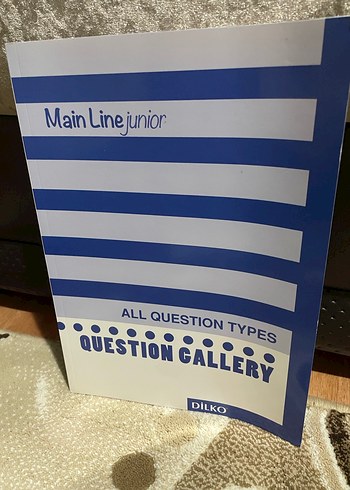 Main Line junior
ALL QUESTION TYPES
QUESTION GALLERY
DİLKO